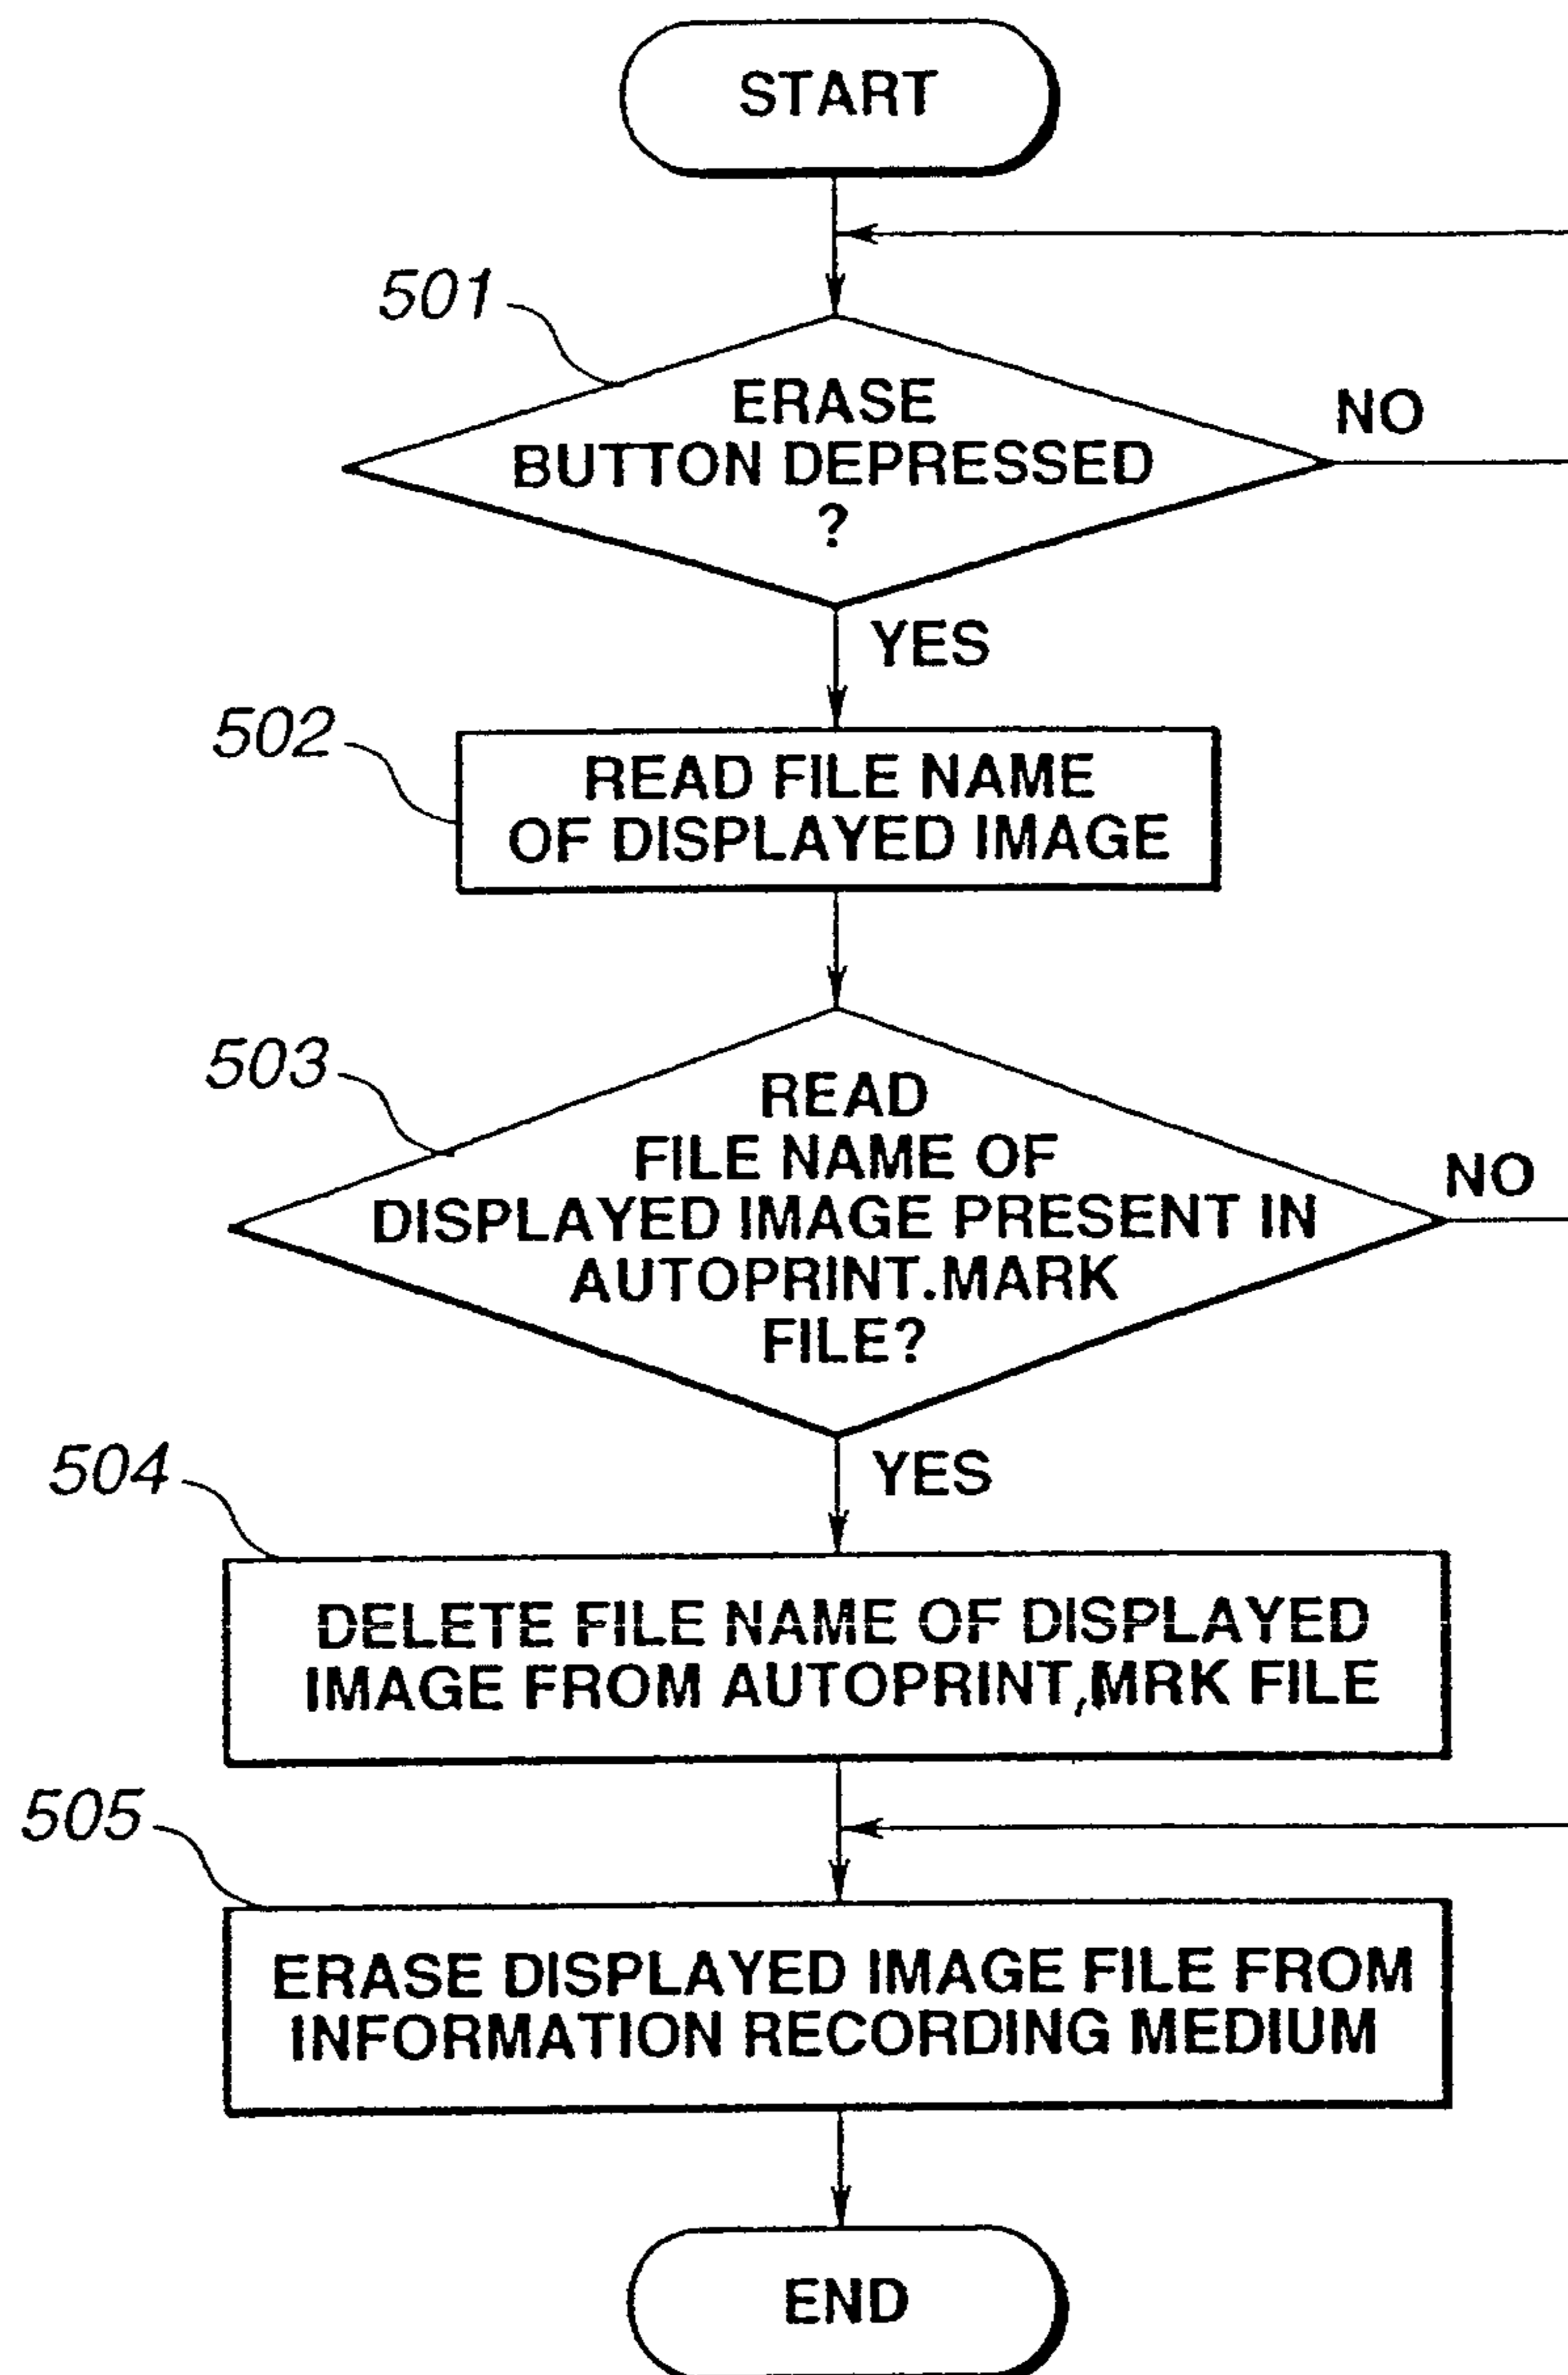 START
501
ERASE
BUTTON DEPRESSED
?
NO
YES
502
READ FILE NAME
OF DISPLAYED IMAGE
503
READ
FILE NAME OF
DISPLAYED IMAGE PRESENT IN
AUTOPRINT.MARK
FILE?
NO
YES
504
DELETE FILE NAME OF DISPLAYED
IMAGE FROM AUTOPRINT,MRK FILE
505
ERASE DISPLAYED IMAGE FILE FROM
INFORMATION RECORDING MEDIUM
END